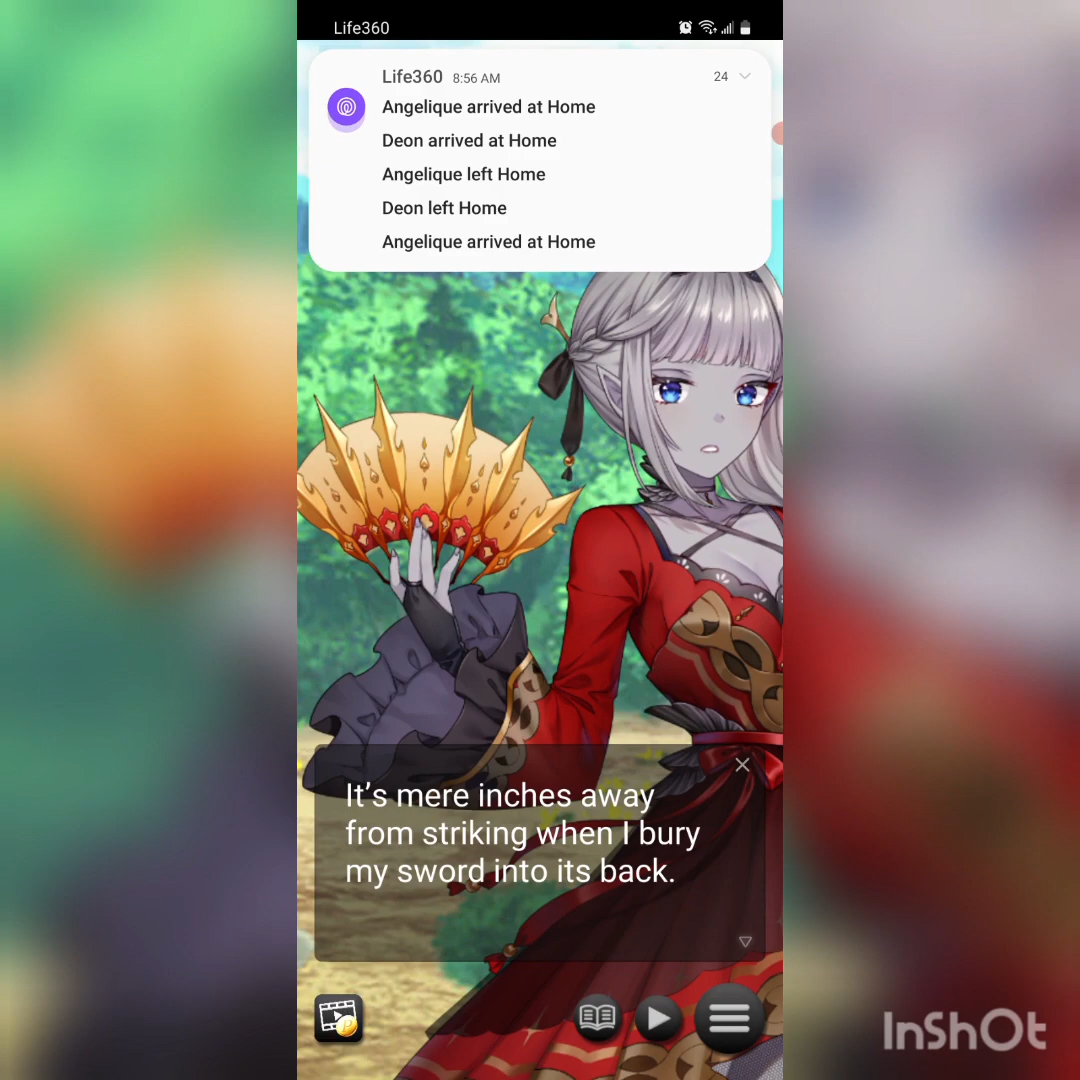 Life360
Life360 8:56 AM 24
Angelique arrived at Home
Deon arrived at Home
Angelique left Home
Deon left Home
Angelique arrived at Home
It’s mere inches away
from striking when I bury
my sword into its back.
P
InShOt